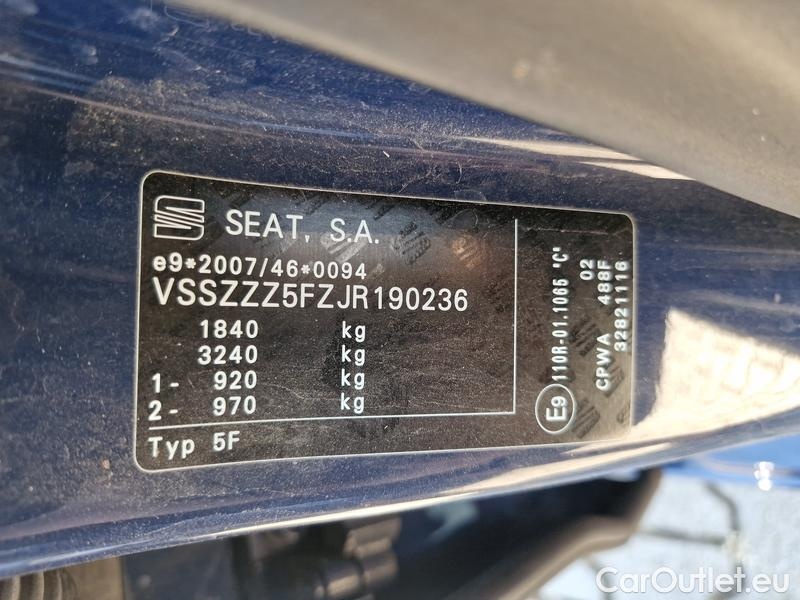 SEAT, S.A.
e9*2007/46*0094
VSSZZZ5FZJR190236
1840 kg
3240 kg
1- 920 kg
2- 970 kg
Typ 5F
E9 110R-01.1065 "C"
02
CPWA 488F
32821116
CarOutlet.eu